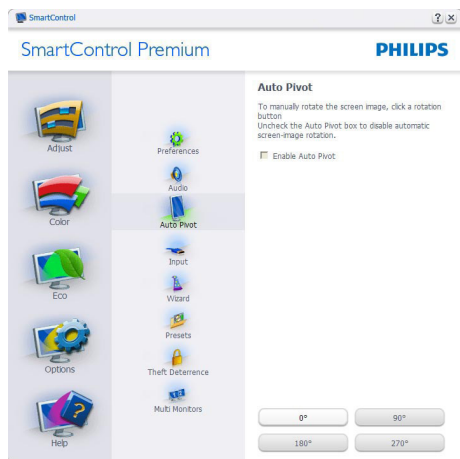 SmartControl
SmartControl Premium
PHILIPS
Adjust
Color
Eco
Options
Help
Preferences
Audio
Auto Pivot
Input
Wizard
Presets
Theft Deterrence
Multi Monitors
Auto Pivot
To manually rotate the screen image, click a rotation
button
Uncheck the Auto Pivot box to disable automatic
screen-image rotation.
Enable Auto Pivot
0° 90°
180° 270°